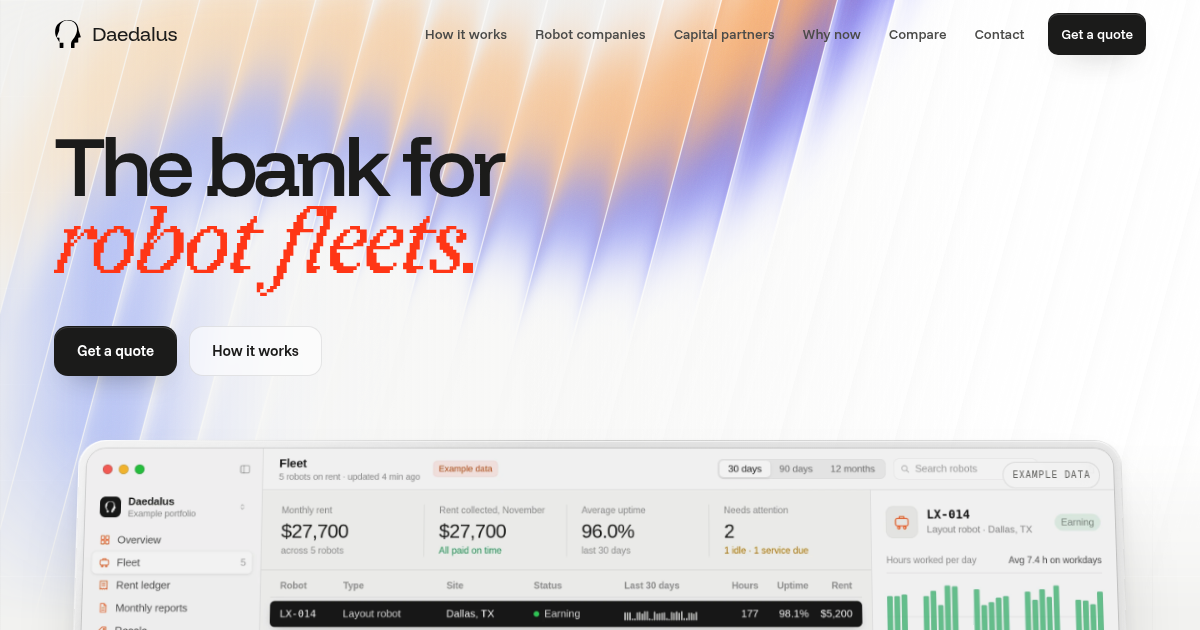 Daedalus
How it works
Robot companies
Capital partners
Why now
Compare
Contact
Get a quote
The bank for
robot fleets.
Get a quote
How it works
Fleet
5 robots on rent · updated 4 min ago
Example data
30 days
90 days
12 months
Search robots
EXAMPLE DATA
Daedalus
Example portfolio
Overview
Fleet 5
Rent ledger
Monthly reports
Monthly rent
$27,700
across 5 robots
Rent collected, November
$27,700
All paid on time
Average uptime
96.0%
last 30 days
Needs attention
2
1 idle · 1 service due
Robot Type Site Status Last 30 days Hours Uptime Rent
LX-014 Layout robot Dallas, TX Earning 177 98.1% $5,200
LX-014
Layout robot · Dallas, TX
Earning
Hours worked per day
Avg 7.4 h on workdays